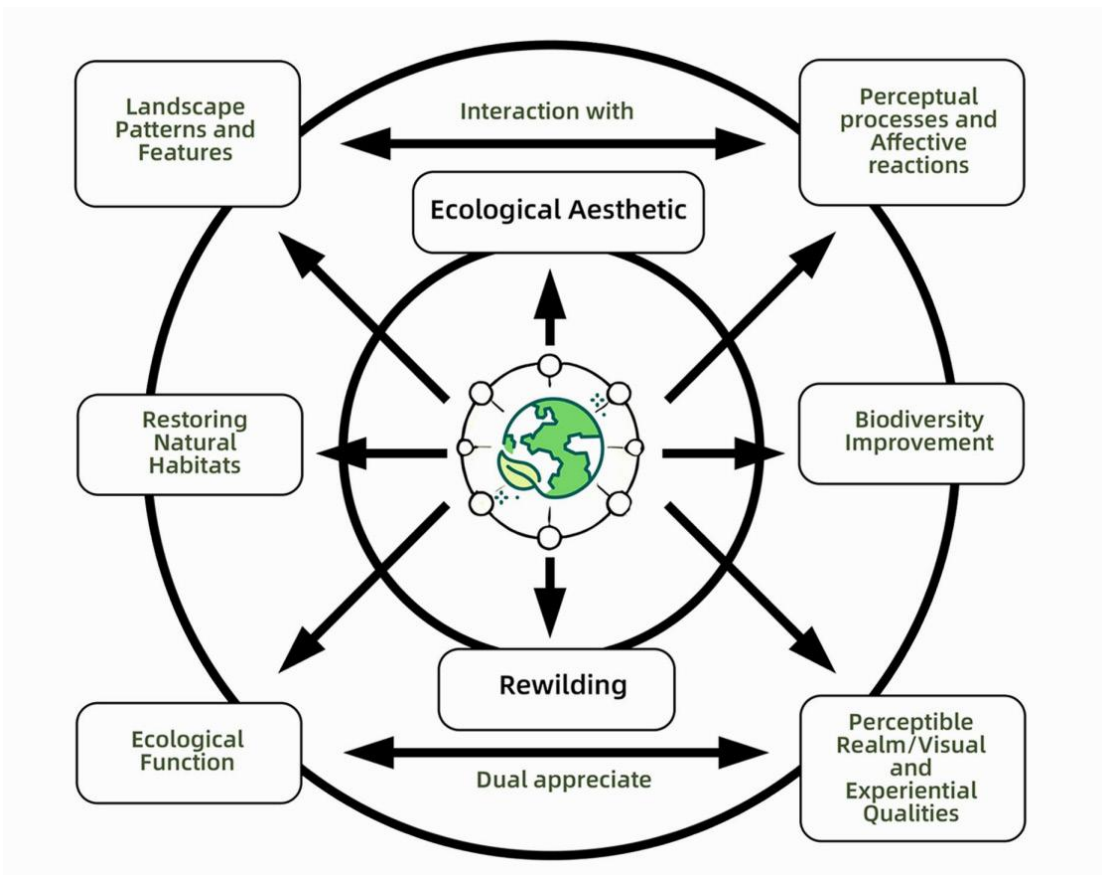 Landscape
Patterns and
Features
Interaction with
Perceptual
processes and
Affective
reactions
Ecological Aesthetic
Restoring
Natural
Habitats
Biodiversity
Improvement
Rewilding
Ecological
Function
Dual appreciate
Perceptible
Realm/Visual
and
Experiential
Qualities